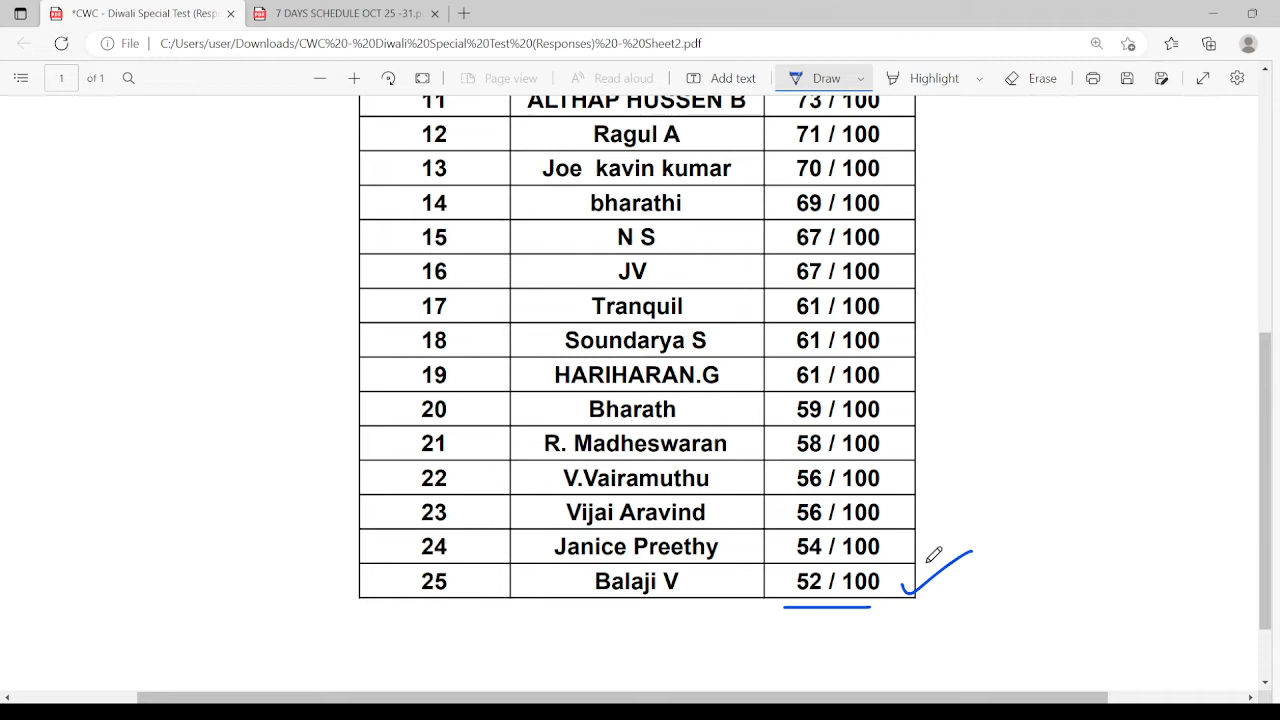 *CWC - Diwali Special Test (Respo
7 DAYS SCHEDULE OCT 25 -31.p
File
C:/Users/user/Downloads/CWC%20-%20Diwali%20Special%20Test%20(Responses)%20-%20Sheet2.pdf
1 of 1
Page view
Read aloud
Add text
Draw
Highlight
Erase
11 ALTHAP HUSSEN B 73 / 100
12 Ragul A 71 / 100
13 Joe kavin kumar 70 / 100
14 bharathi 69 / 100
15 N S 67 / 100
16 JV 67 / 100
17 Tranquil 61 / 100
18 Soundarya S 61 / 100
19 HARIHARAN.G 61 / 100
20 Bharath 59 / 100
21 R. Madheswaran 58 / 100
22 V.Vairamuthu 56 / 100
23 Vijai Aravind 56 / 100
24 Janice Preethy 54 / 100
25 Balaji V 52 / 100